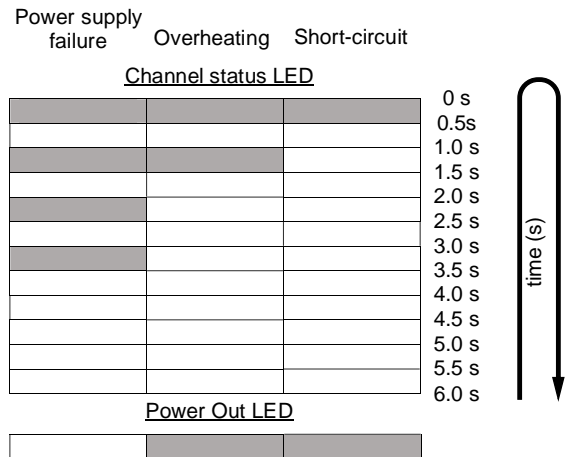 Power supply failure Overheating Short-circuit
Channel status LED
0 s
0.5s
1.0 s
1.5 s
2.0 s
2.5 s
3.0 s
3.5 s
4.0 s
4.5 s
5.0 s
5.5 s
6.0 s
time (s)
Power Out LED